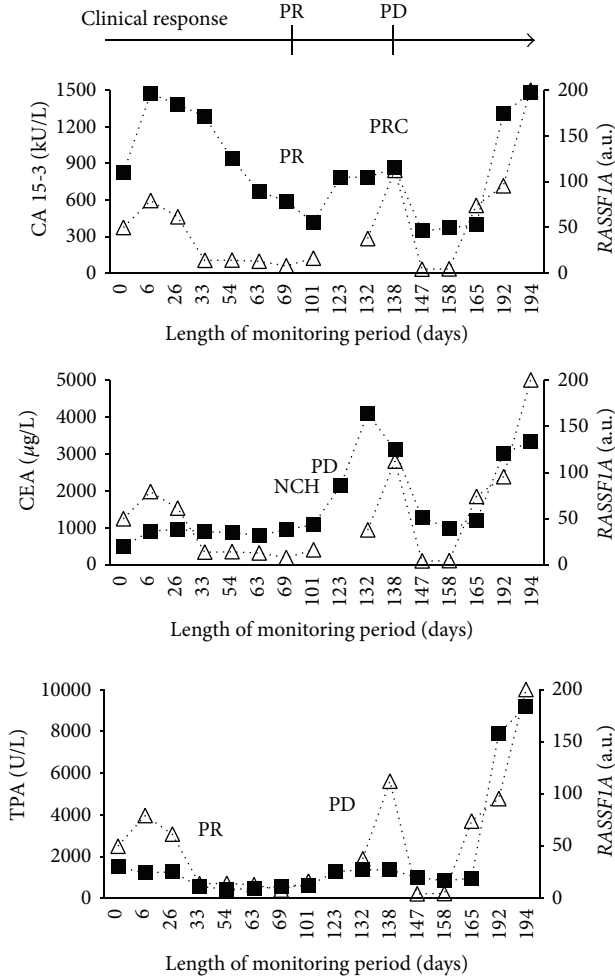 PR PD
Clinical response
1500 200
1200 150
900 PRC
PR 100
600
300 50
0 0
CA 15-3 (kU/L)
RASSF1A (a.u.)
0 6 26 33 54 63 69 101 123 132 138 147 158 165 192 194
Length of monitoring period (days)
5000 200
4000 150
3000
PD 100
2000 NCH
1000 50
0 0
CEA (µg/L)
RASSF1A (a.u.)
0 6 26 33 54 63 69 101 123 132 138 147 158 165 192 194
Length of monitoring period (days)
10000 200
8000 150
6000
100
4000
PR PD
2000 50
0 0
TPA (U/L)
RASSF1A (a.u.)
0 6 26 33 54 63 69 101 123 132 138 147 158 165 192 194
Length of monitoring period (days)